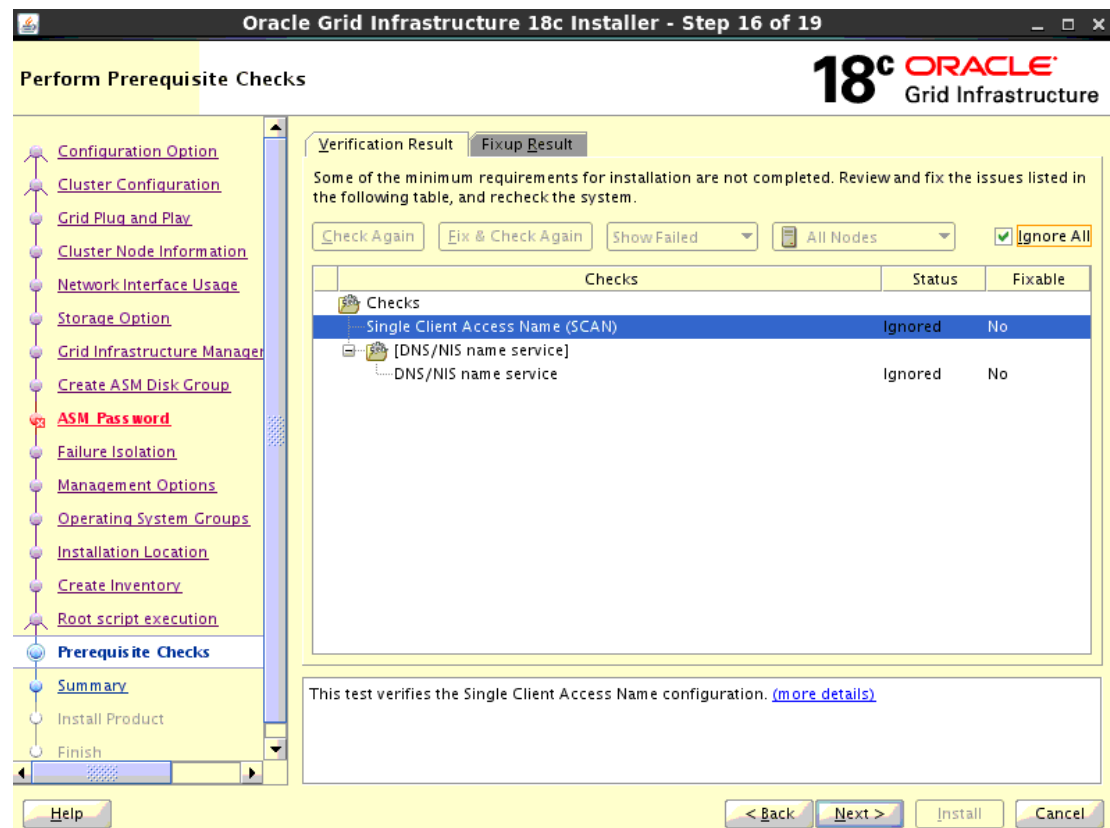 Oracle Grid Infrastructure 18c Installer - Step 16 of 19
Perform Prerequisite Checks
18c ORACLE
Grid Infrastructure
Configuration Option
Cluster Configuration
Grid Plug and Play
Cluster Node Information
Network Interface Usage
Storage Option
Grid Infrastructure Manager
Create ASM Disk Group
ASM Password
Failure Isolation
Management Options
Operating System Groups
Installation Location
Create Inventory
Root script execution
Prerequisite Checks
Summary
Install Product
Finish
Verification Result Fixup Result
Some of the minimum requirements for installation are not completed. Review and fix the issues listed in
the following table, and recheck the system.
Check Again Fix & Check Again Show Failed All Nodes Ignore All
Checks Status Fixable
Checks
Single Client Access Name (SCAN) Ignored No
[DNS/NIS name service]
DNS/NIS name service Ignored No
This test verifies the Single Client Access Name configuration. (more details)
Help < Back Next > Install Cancel